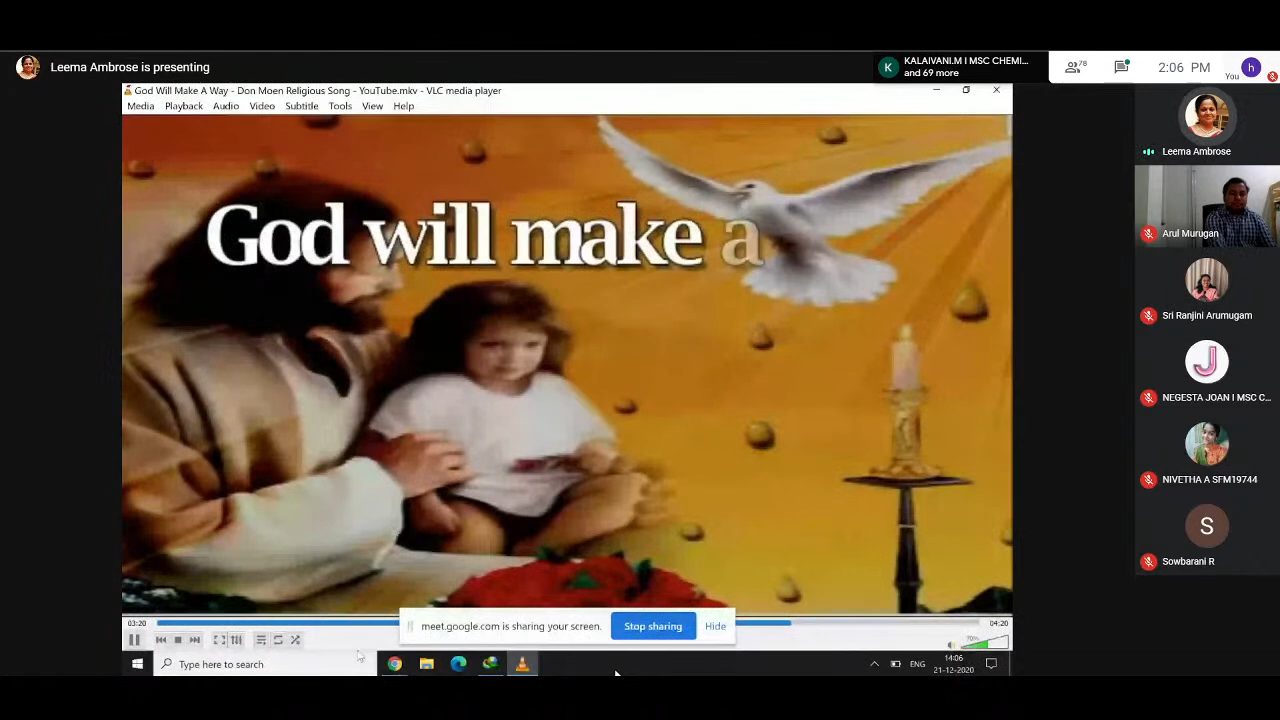 Leema Ambrose is presenting
K
KALAIVANI.M I MSC CHEMI...
and 69 more
78
2:06 PM
You
h
God Will Make A Way - Don Moen Religious Song - YouTube.mkv - VLC media player
Media Playback Audio Video Subtitle Tools View Help
God will make a
Leema Ambrose
Arul Murugan
Sri Ranjini Arumugam
J
NEGESTA JOAN I MSC C...
NIVETHA A SFM19744
S
Sowbarani R
03:20
04:20
meet.google.com is sharing your screen.
Stop sharing
Hide
70%
Type here to search
ENG
14:06
21-12-2020